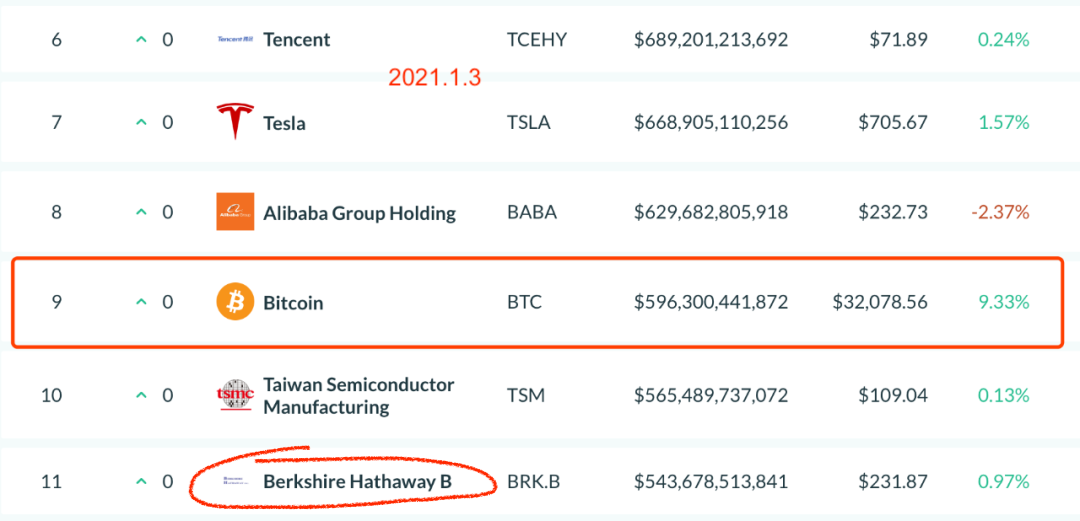 6 0 Tencent 腾讯 Tencent TCEHY $689,201,213,692 $71.89 0.24%
2021.1.3
7 0 Tesla TSLA $668,905,110,256 $705.67 1.57%
8 0 Alibaba Group Alibaba Group Holding BABA $629,682,805,918 $232.73 -2.37%
9 0 Bitcoin BTC $596,300,441,872 $32,078.56 9.33%
10 0 tsmc Taiwan Semiconductor
Manufacturing TSM $565,489,737,072 $109.04 0.13%
11 0 Berkshire Hathaway B BRK.B $543,678,513,841 $231.87 0.97%